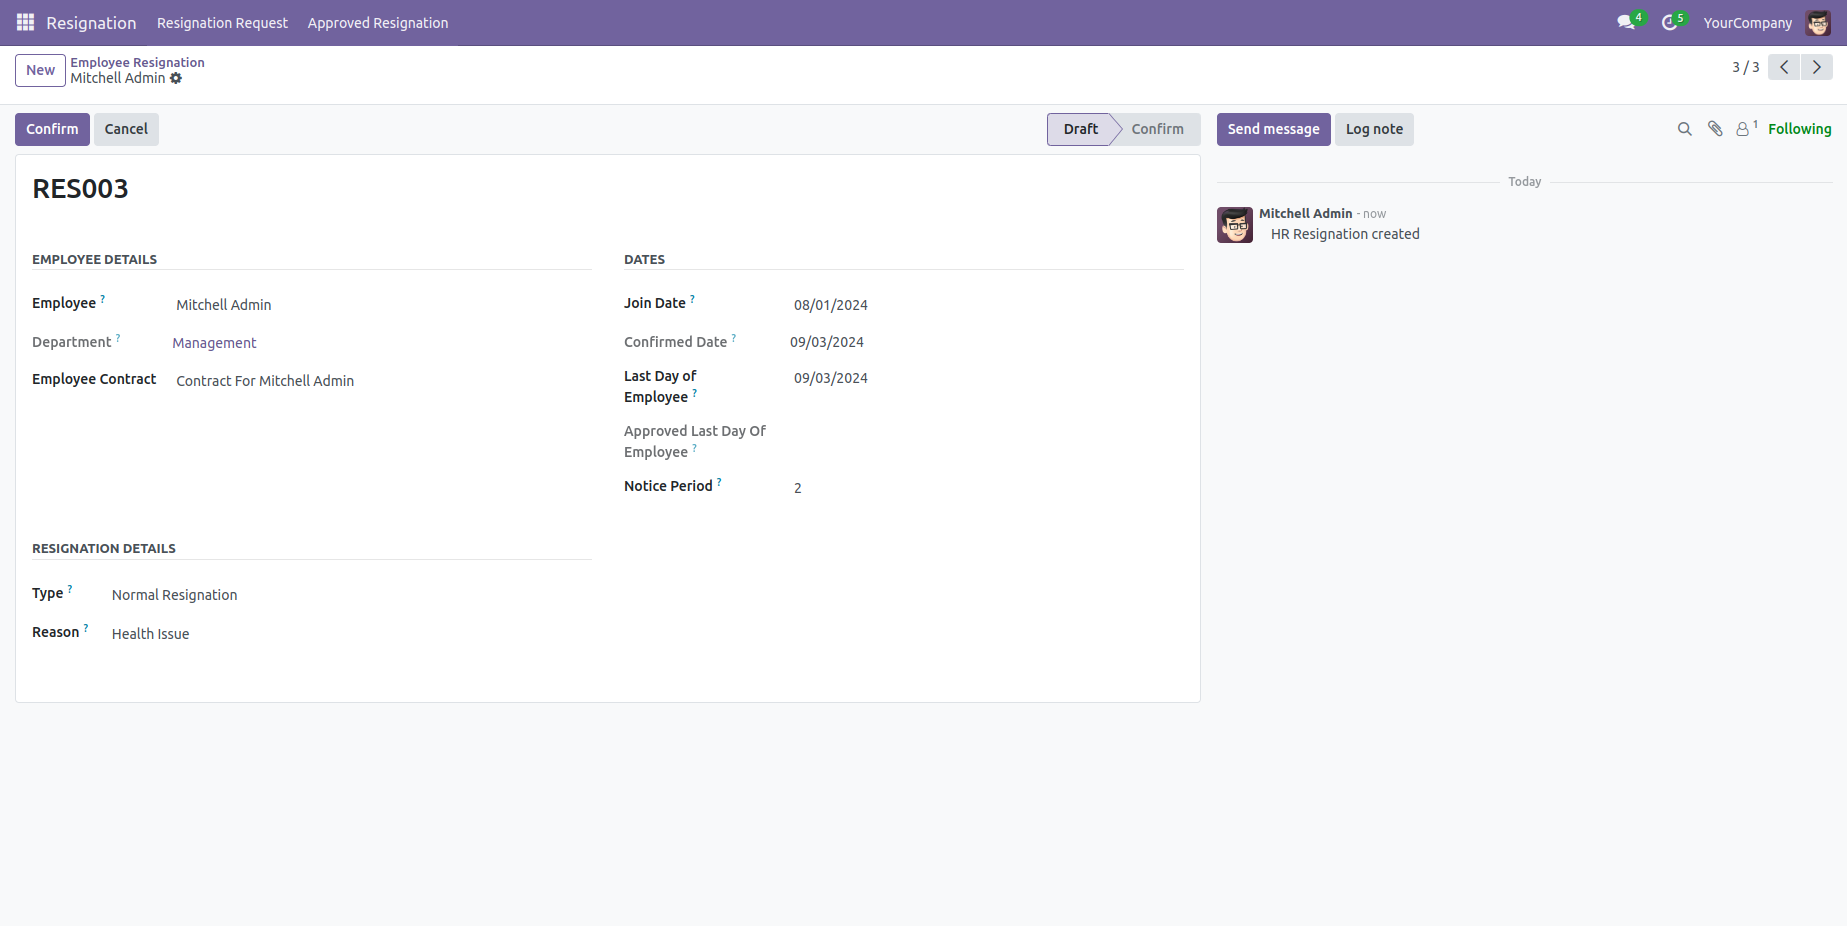 Resignation Resignation Request Approved Resignation 4 5 YourCompany
New Employee Resignation
Mitchell Admin
3 / 3
Confirm Cancel Draft Confirm Send message Log note 1 Following
RES003
EMPLOYEE DETAILS
Employee ? Mitchell Admin
Department ? Management
Employee Contract Contract For Mitchell Admin
DATES
Join Date ? 08/01/2024
Confirmed Date ? 09/03/2024
Last Day of
Employee ? 09/03/2024
Approved Last Day Of
Employee ?
Notice Period ? 2
RESIGNATION DETAILS
Type ? Normal Resignation
Reason ? Health Issue
Today
Mitchell Admin - now
HR Resignation created